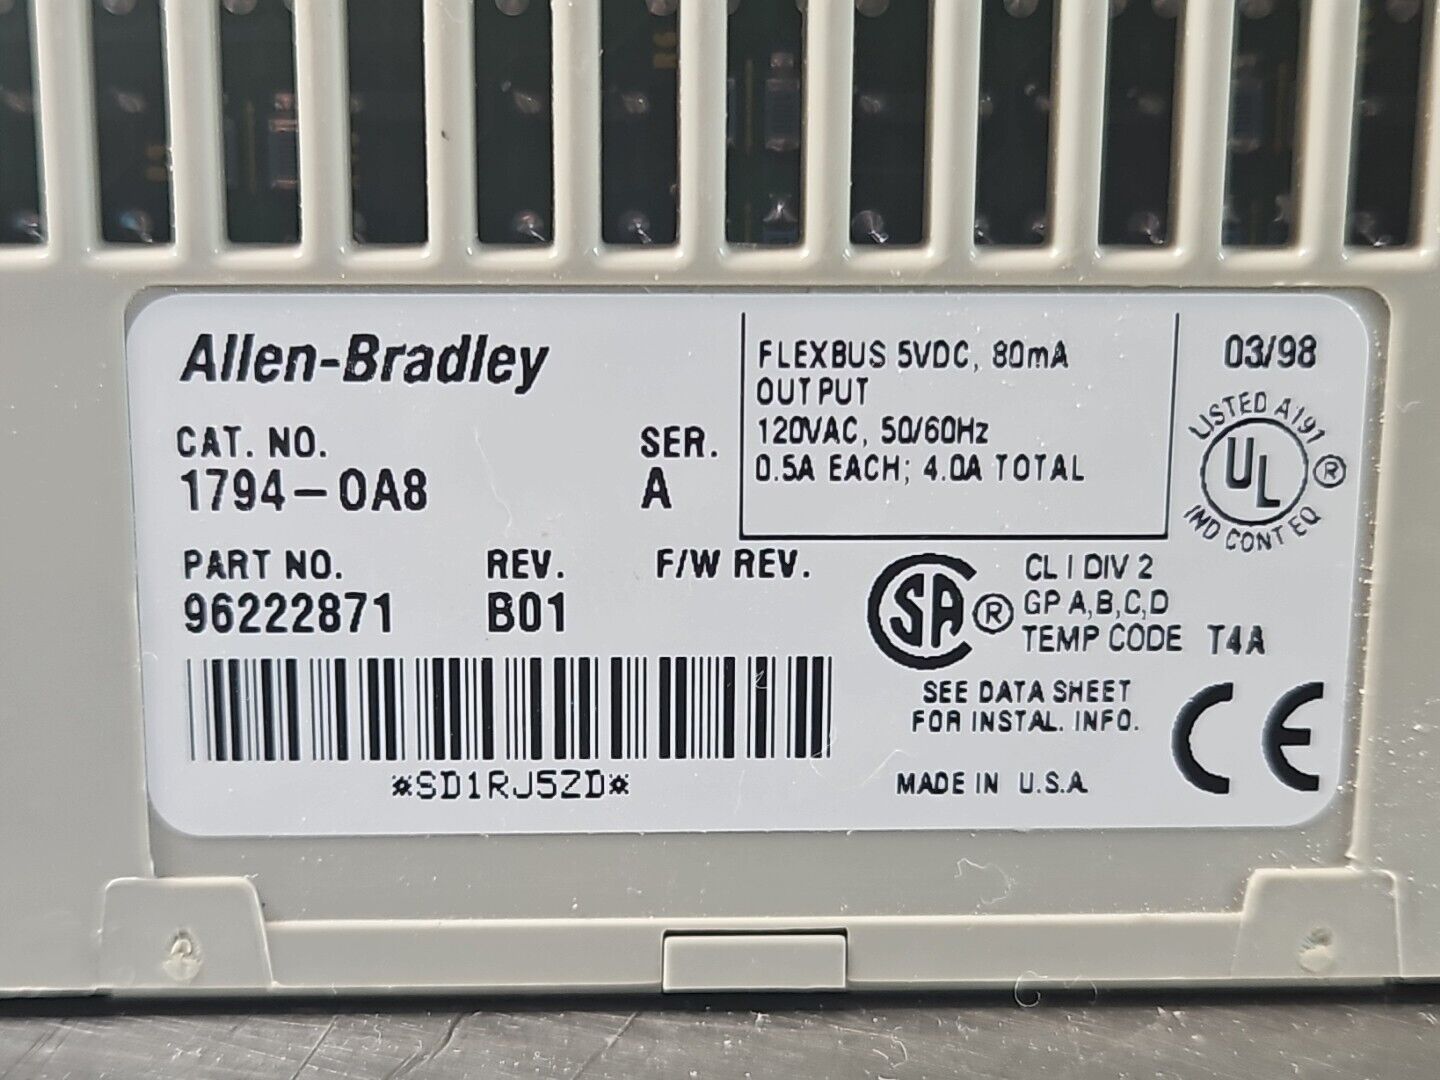 Allen-Bradley
CAT. NO. SER.
1794-OA8 A
PART NO. REV. F/W REV.
96222871 B01
*SD1RJ5ZD*
FLEXBUS 5VDC, 80mA
OUTPUT
120VAC, 50/60Hz
0.5A EACH; 4.0A TOTAL
03/98
LISTED A191
UL ®
IND CONT EQ
SA ® CL I DIV 2
GP A,B,C,D
TEMP CODE T4A
SEE DATA SHEET
FOR INSTAL. INFO.
MADE IN U.S.A.
CE